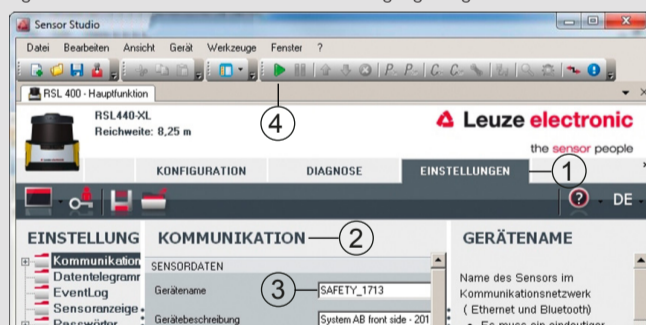 Sensor Studio
Datei Bearbeiten Ansicht Gerät Werkzeuge Fenster ?
P.. P.. C.. C..
RSL 400 - Hauptfunktion
RSL440-XL
Reichweite: 8,25 m
4
Leuze electronic
the sensor people
KONFIGURATION DIAGNOSE EINSTELLUNGEN
1
? DE
EINSTELLUNG
Kommunikation
Datentelegramr
EventLog
Sensoranzeige
KOMMUNIKATION
2
SENSORDATEN
Gerätename
3
SAFETY_1713
Gerätebeschreibung
System AB front side - 201
GERÄTENAME
Name des Sensors im
Kommunikationsnetzwerk
( Ethernet und Bluetooth)